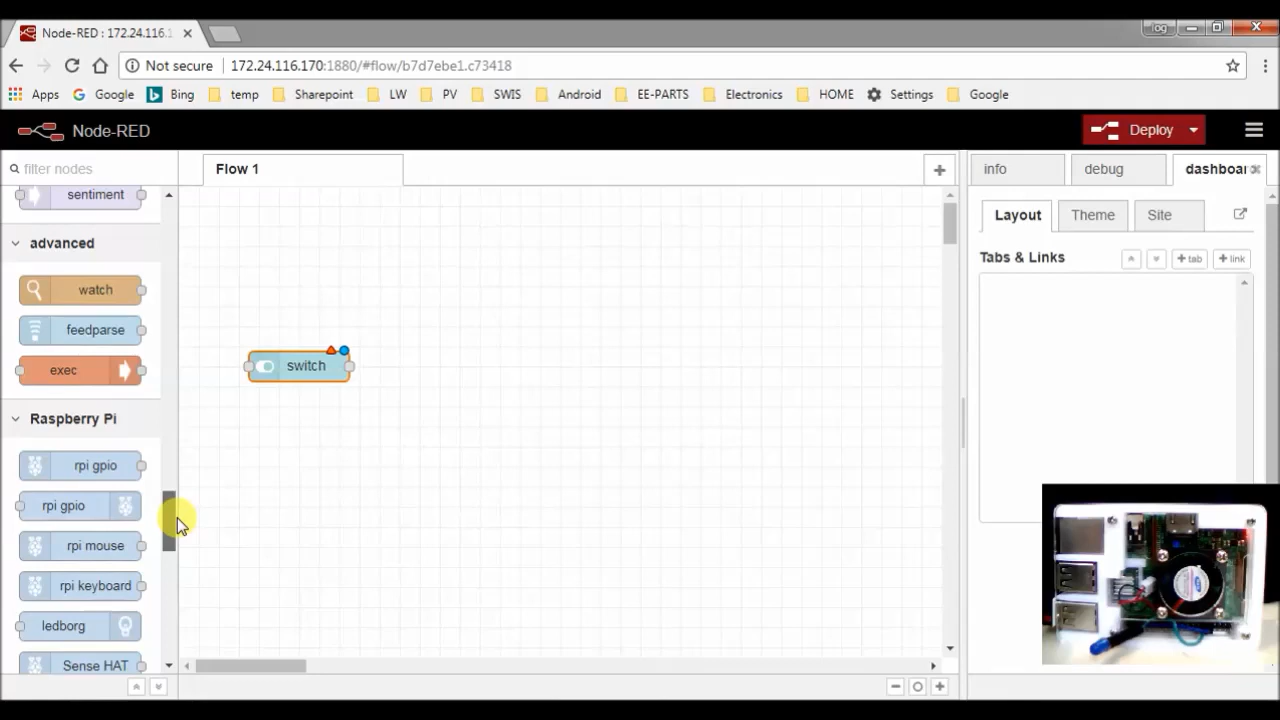 Node-RED : 172.24.116.1
log
Not secure
172.24.116.170:1880/#flow/b7d7ebe1.c73418
Apps Google Bing temp Sharepoint LW PV SWIS Android EE-PARTS Electronics HOME Settings Google
Node-RED
Deploy
filter nodes
Flow 1
info debug dashboar
sentiment
advanced
watch
feedparse
exec
Raspberry Pi
rpi gpio
rpi gpio
rpi mouse
rpi keyboard
ledborg
Sense HAT
switch
Layout Theme Site
Tabs & Links
+ tab
+ link